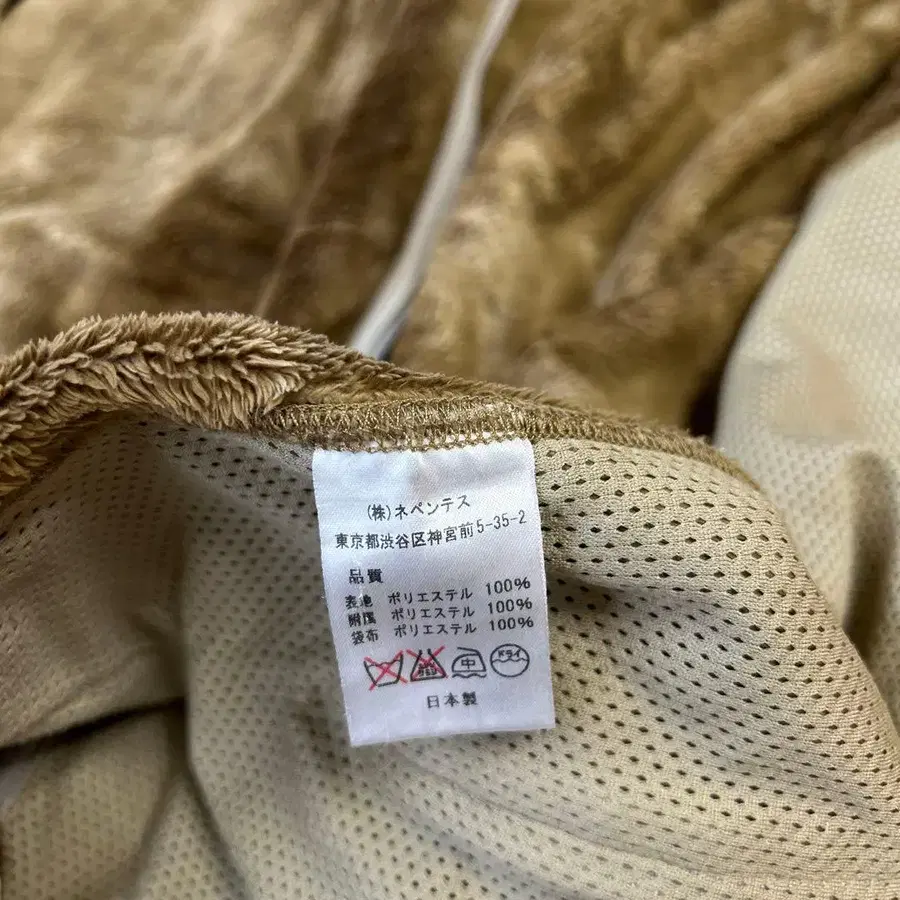 (株)ネペンテス
東京都渋谷区神宮前5-35-2
品質
表地 ポリエステル 100%
附属 ポリエステル 100%
袋布 ポリエステル 100%
中 ドライ
日本製